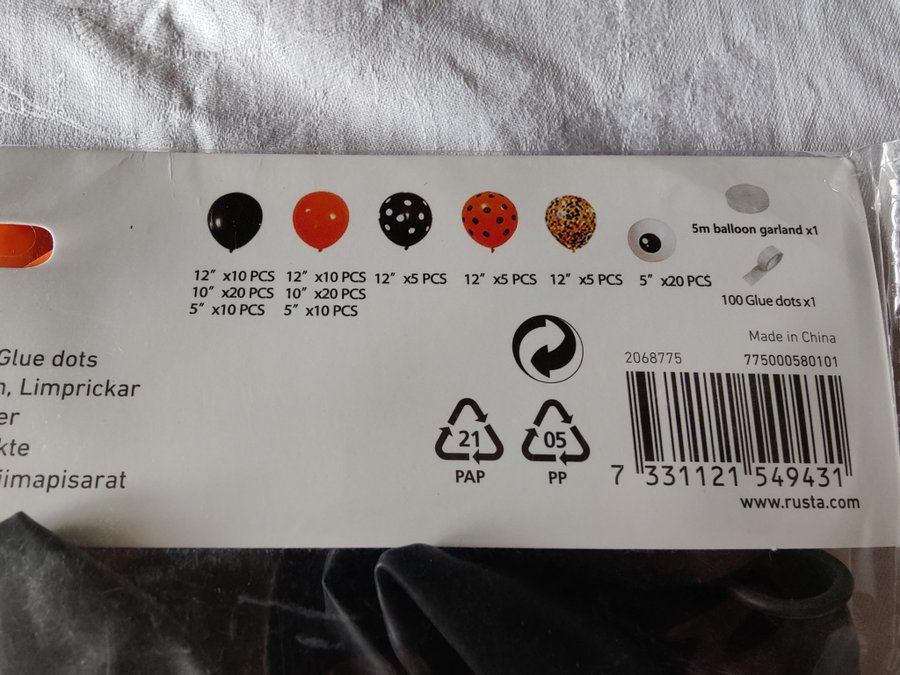 12" x10 PCS 12" x10 PCS 12" x5 PCS 12" x5 PCS 12" x5 PCS 5" x20 PCS
10" x20 PCS 10" x20 PCS
5" x10 PCS 5" x10 PCS
5m balloon garland x1
100 Glue dots x1
Made in China
2068775 775000580101
7 331121 549431
www.rusta.com
21
PAP
05
PP
Glue dots
, Limprickar